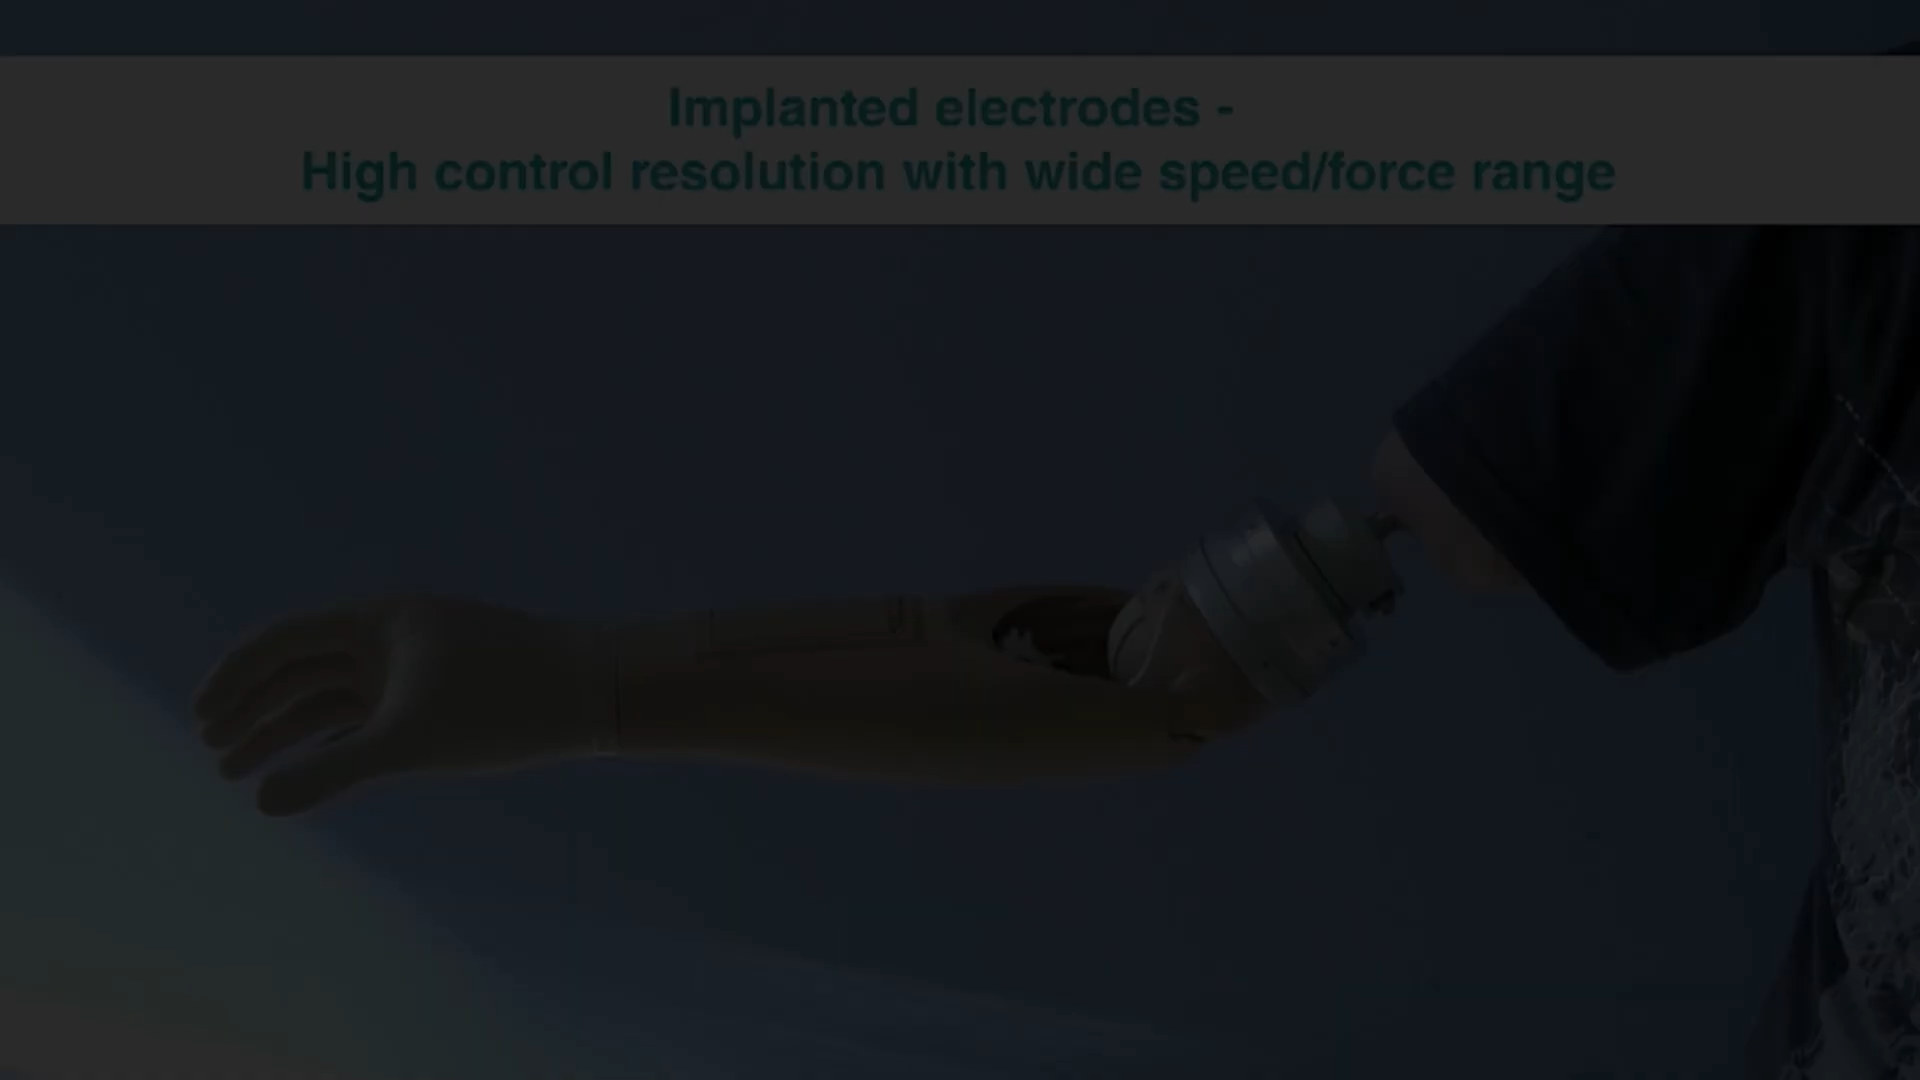 Implanted electrodes -
High control resolution with wide speed/force range